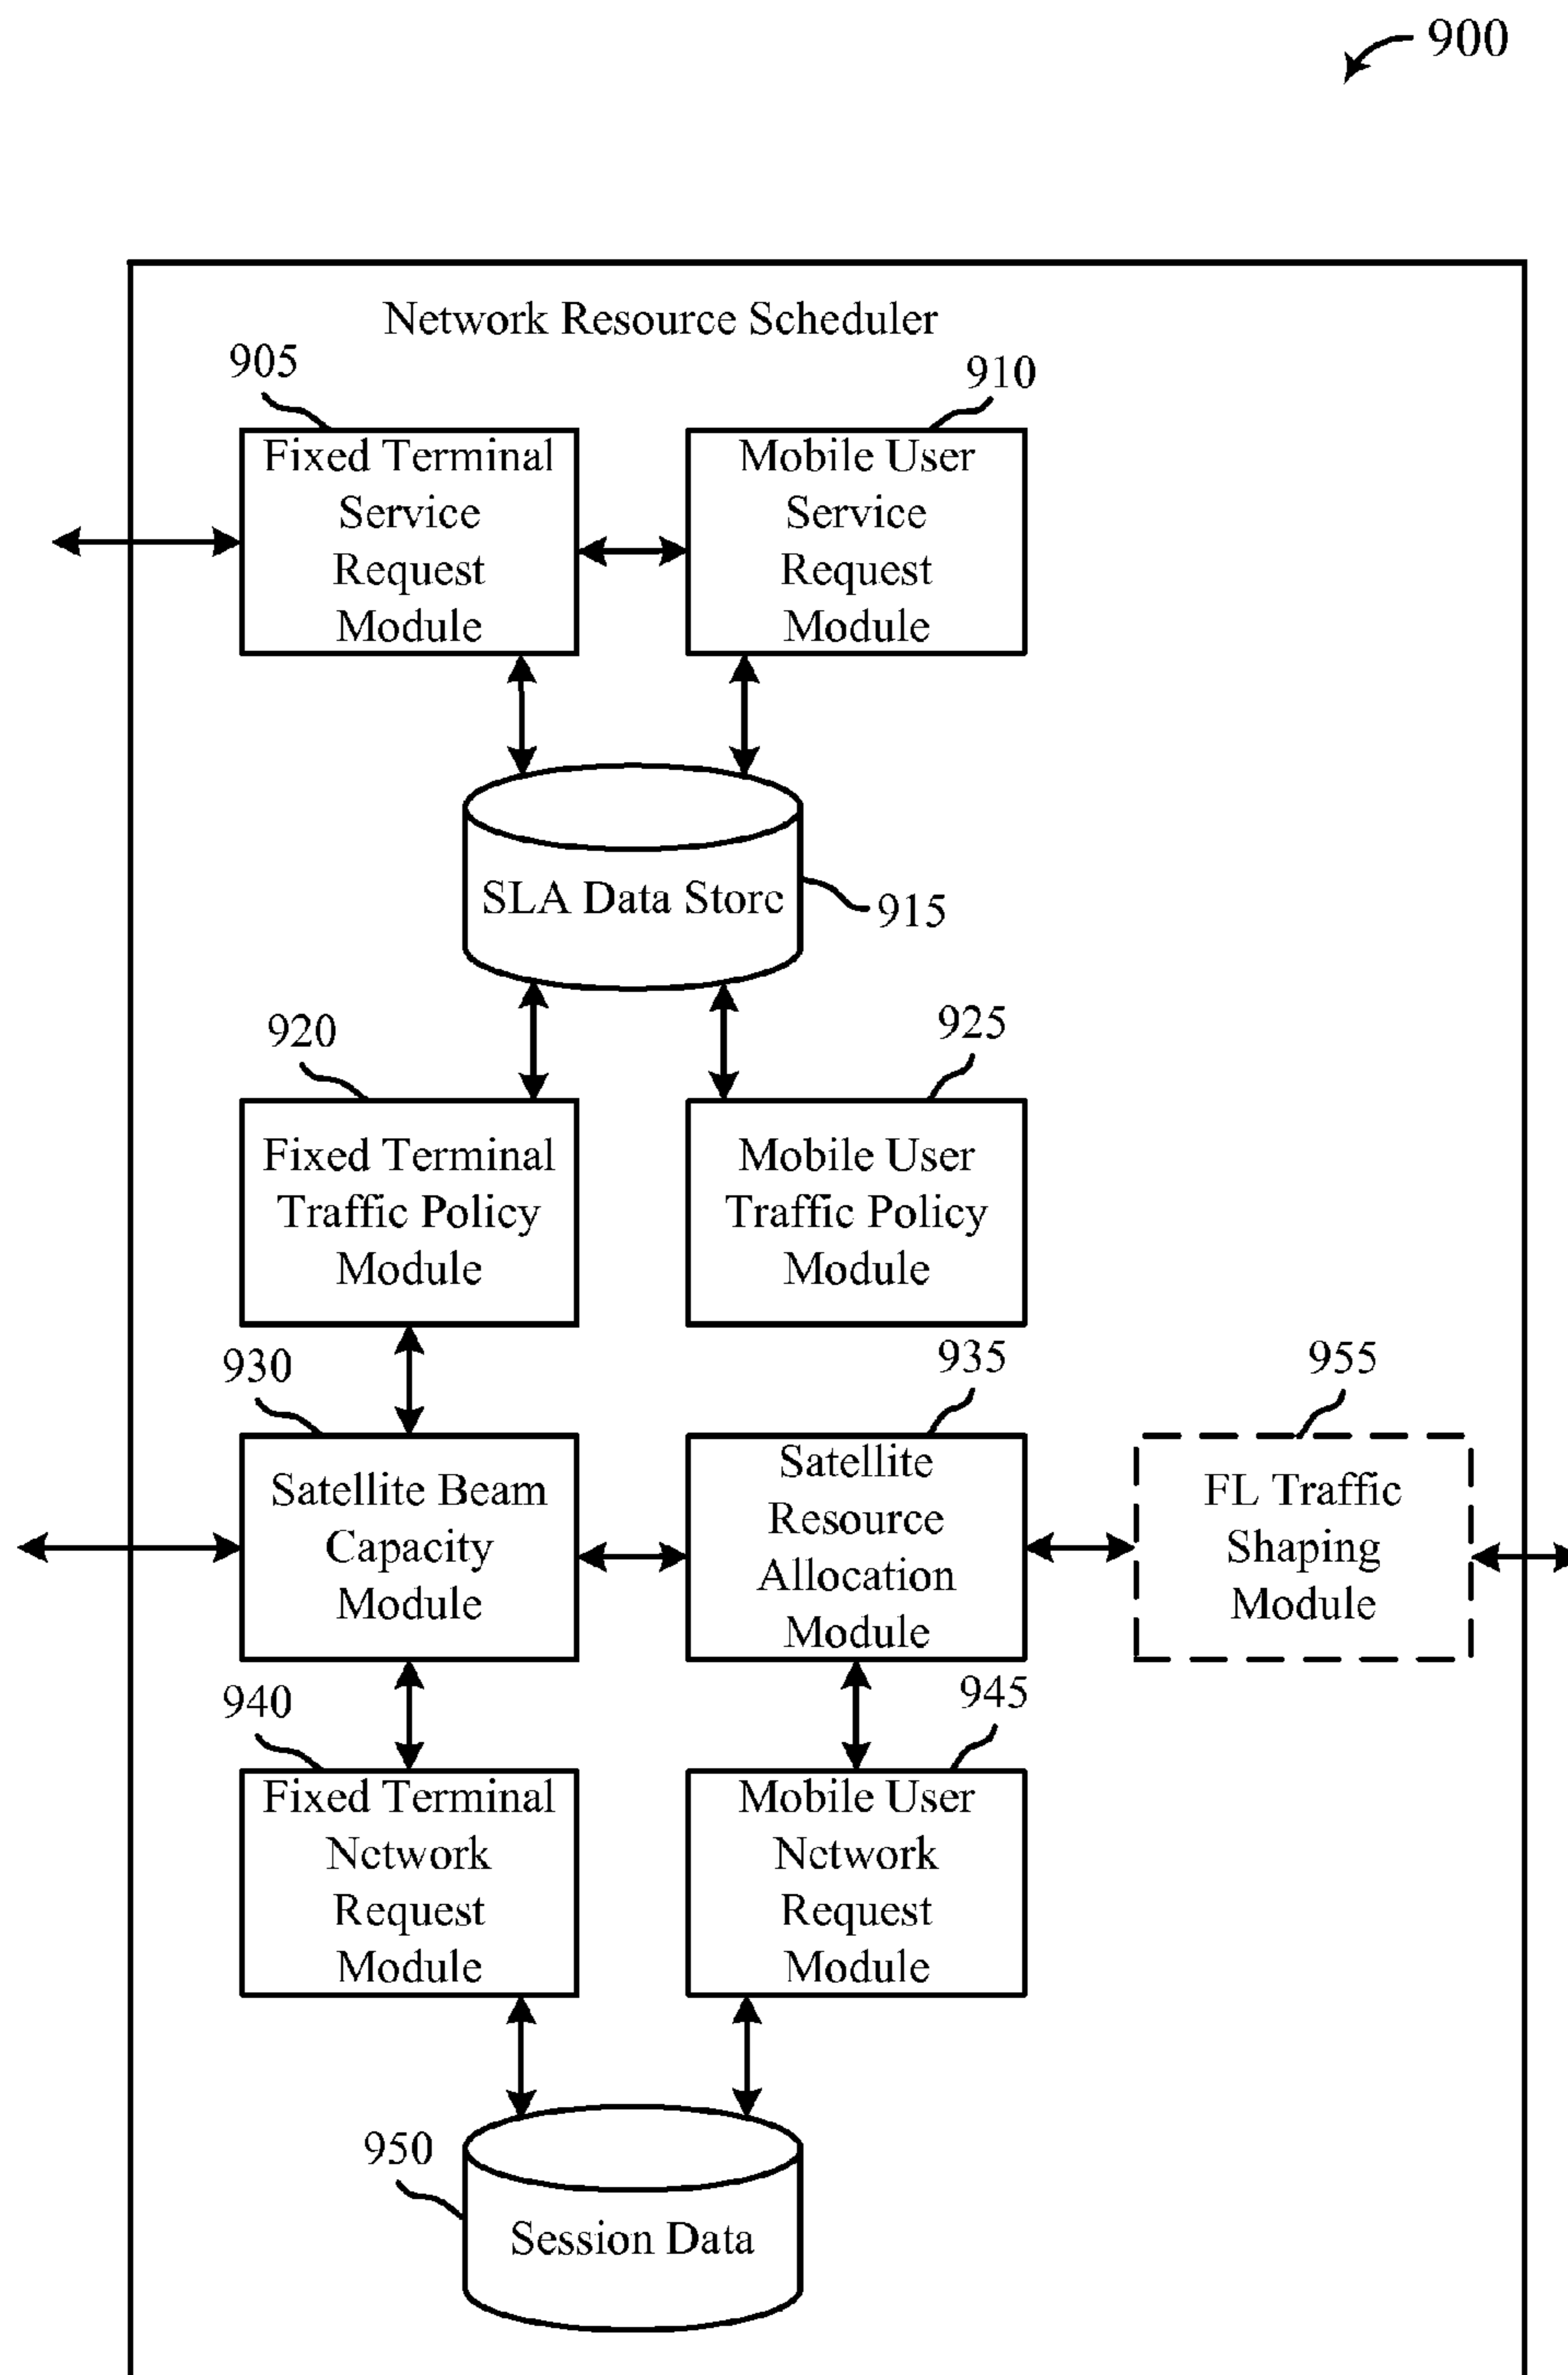 900
Network Resource Scheduler
905
910
Fixed Terminal
Service
Request
Module
Mobile User
Service
Request
Module
SLA Data Store
915
920
925
Fixed Terminal
Traffic Policy
Module
Mobile User
Traffic Policy
Module
930
935
955
Satellite Beam
Capacity
Module
Satellite
Resource
Allocation
Module
FL Traffic
Shaping
Module
940
945
Fixed Terminal
Network
Request
Module
Mobile User
Network
Request
Module
950
Session Data